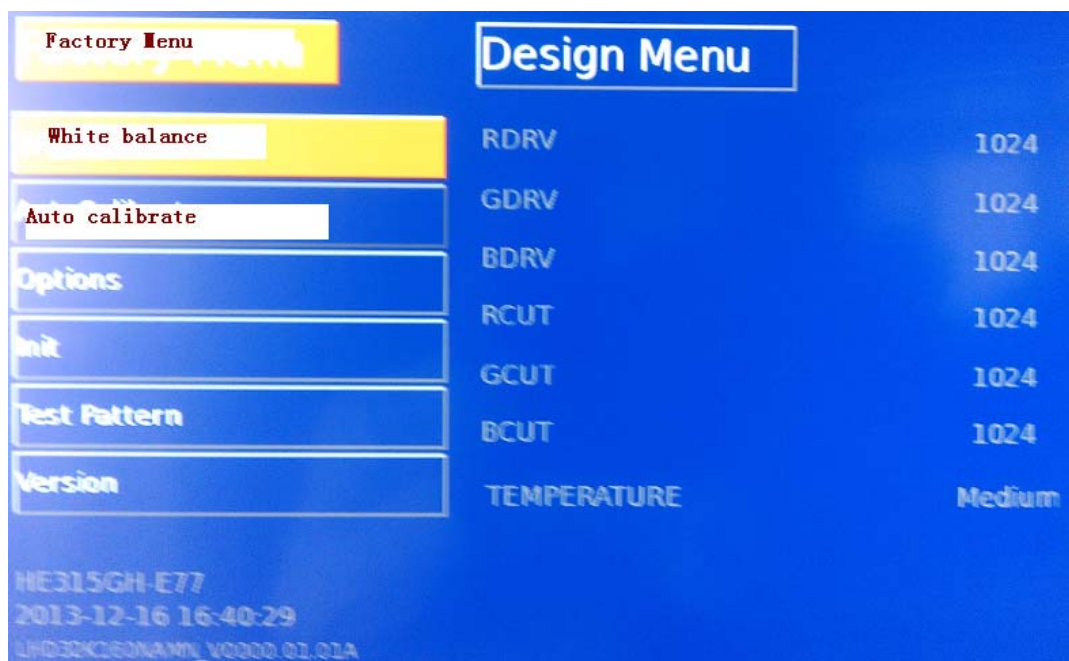 Factory Menu
Design Menu
White balance
Auto calibrate
Options
Init
Test Pattern
Version
RDRV 1024
GDRV 1024
BDRV 1024
RCUT 1024
GCUT 1024
BCUT 1024
TEMPERATURE Medium
HE315GH-E77
2013-12-16 16:40:29